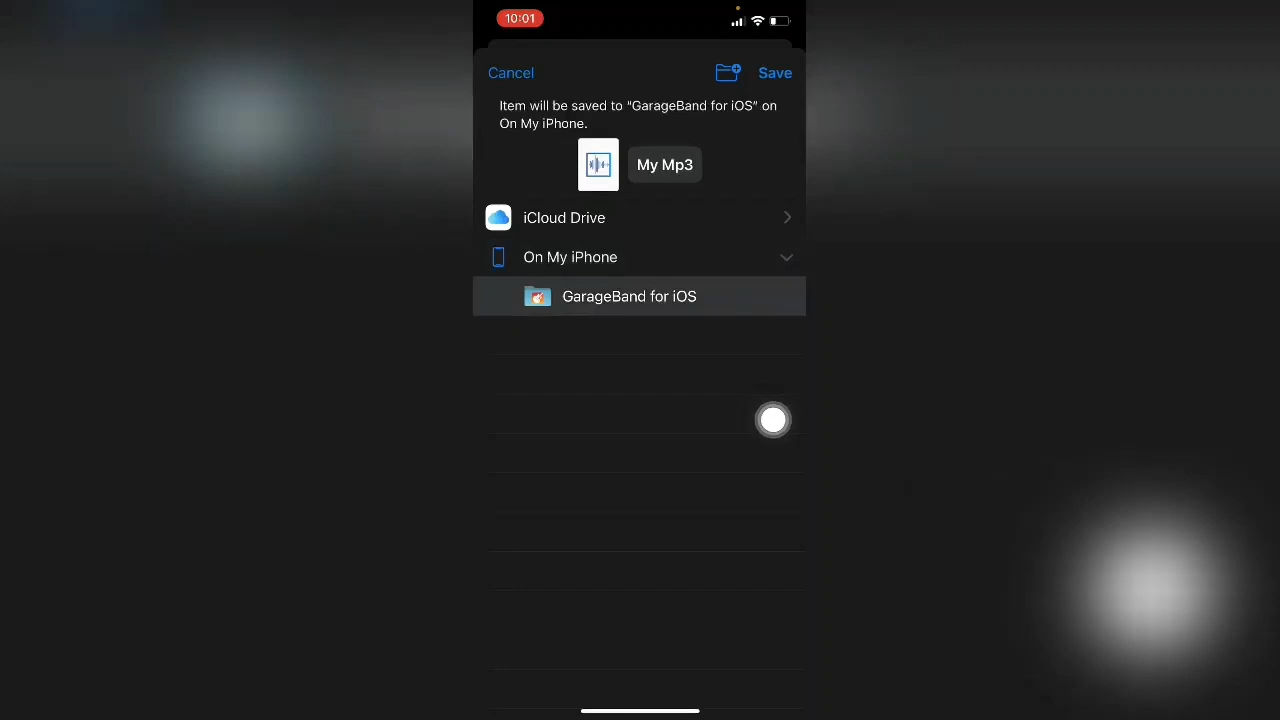 10:01
Cancel
Save
Item will be saved to “GarageBand for iOS” on
On My iPhone.
My Mp3
iCloud Drive
On My iPhone
GarageBand for iOS